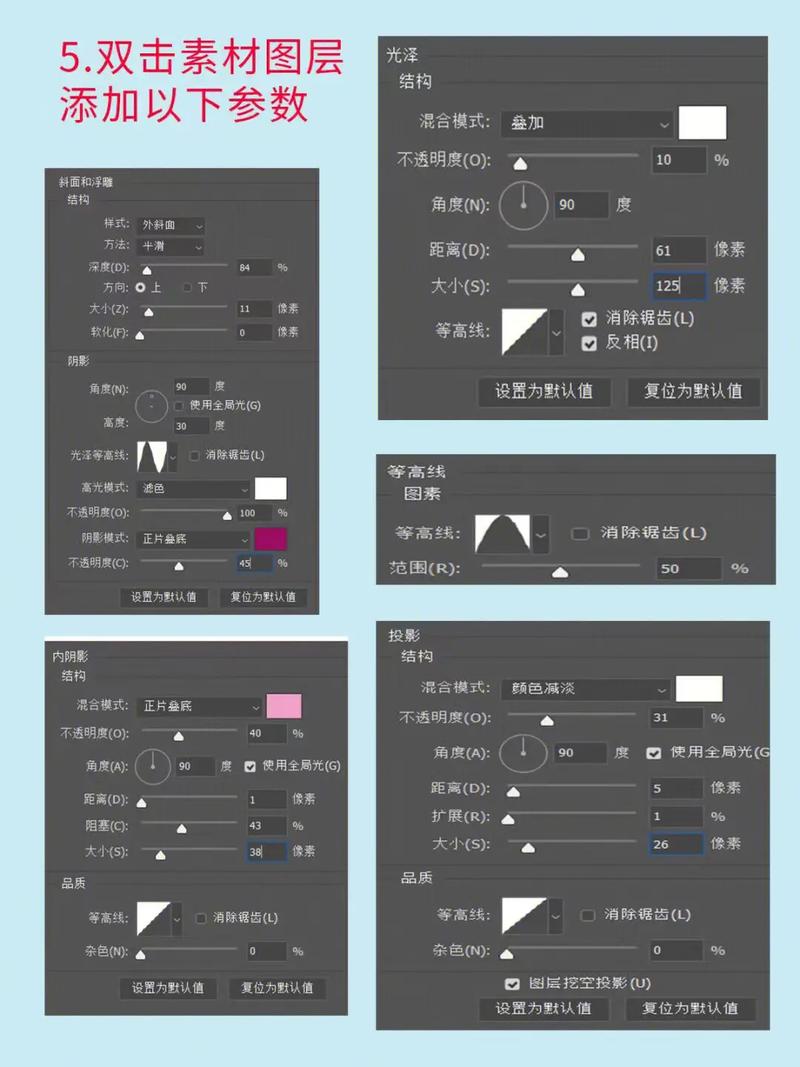 5.双击素材图层
添加以下参数
斜面和浮雕
结构
样式: 外斜面
方法: 平滑
深度(D): 84 %
方向: 上 下
大小(Z): 11 像素
软化(F): 0 像素
阴影
角度(N): 90 度
使用全局光(G)
高度: 30 度
光泽等高线: 消除锯齿(L)
高光模式: 滤色
不透明度(O): 100 %
阴影模式: 正片叠底
不透明度(C): 45 %
设置为默认值 复位为默认值
内阴影
结构
混合模式: 正片叠底
不透明度(O): 40 %
角度(A): 90 度 使用全局光(G)
距离(D): 1 像素
阻塞(C): 43 %
大小(S): 38 像素
品质
等高线: 消除锯齿(L)
杂色(N): 0 %
设置为默认值 复位为默认值
光泽
结构
混合模式: 叠加
不透明度(O): 10 %
角度(N): 90 度
距离(D): 61 像素
大小(S): 125 像素
等高线: 消除锯齿(L)
反相(I)
设置为默认值 复位为默认值
等高线
图素
等高线: 消除锯齿(L)
范围(R): 50 %
投影
结构
混合模式: 颜色减淡
不透明度(O): 31 %
角度(A): 90 度 使用全局光(G
距离(D): 5 像素
扩展(R): 1 %
大小(S): 26 像素
品质
等高线: 消除锯齿(L)
杂色(N): 0 %
图层挖空投影(U)
设置为默认值 复位为默认值